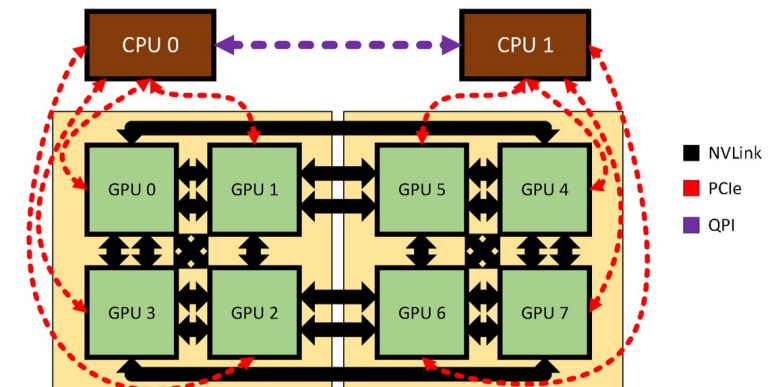 CPU 0
CPU 1
GPU 0
GPU 1
GPU 5
GPU 4
GPU 3
GPU 2
GPU 6
GPU 7
NVLink
PCIe
QPI